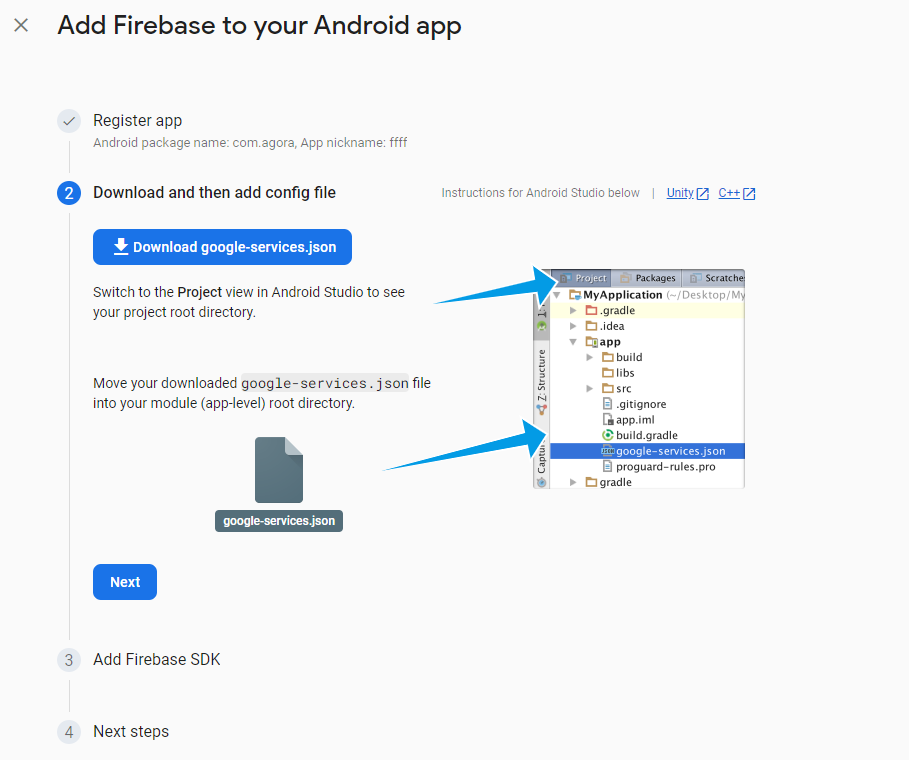 Add Firebase to your Android app
Register app
Android package name: com.agora, App nickname: ffff
2 Download and then add config file
Instructions for Android Studio below | Unity C++
Download google-services.json
Switch to the Project view in Android Studio to see
your project root directory.
Move your downloaded google-services.json file
into your module (app-level) root directory.
google-services.json
Project Packages Scratches
MyApplication (~/Desktop/My
.gradle
.idea
app
build
libs
src
.gitignore
app.iml
build.gradle
google-services.json
proguard-rules.pro
gradle
Z: Structure
Captu
Next
3 Add Firebase SDK
4 Next steps